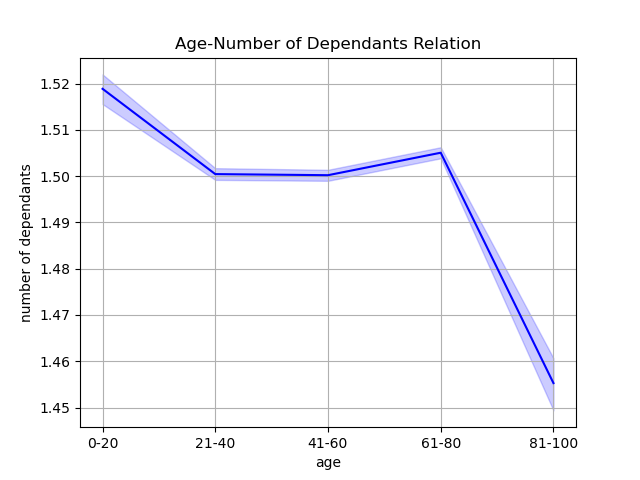 Age-Number of Dependants Relation
number of dependants
1.52
1.51
1.50
1.49
1.48
1.47
1.46
1.45
0-20 21-40 41-60 61-80 81-100
age